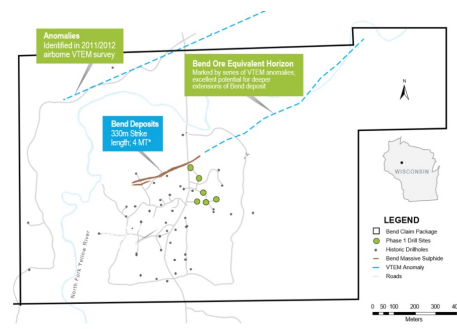 Anomalies
Identified in 2011/2012
airborne VTEM survey
Bend Ore Equivalent Horizon
Marked by series of VTEM anomalies;
excellent potential for deeper
extensions of Bend deposit
N
Bend Deposits
330m Strike
length; 4 MT*
WISCONSIN
North Fork Yellow River
LEGEND
Bend Claim Package
Phase 1 Drill Sites
Historic Drillholes
Bend Massive Sulphide
VTEM Anomaly
Roads
0 50 100 200 300 400
Meters